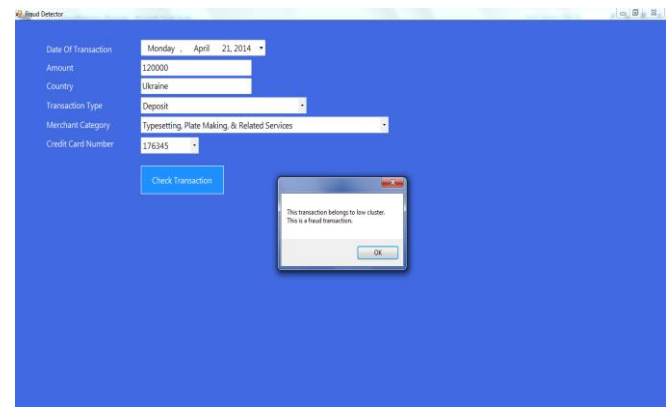 Fraud Detector
Date Of Transaction Monday , April 21, 2014
Amount 120000
Country Ukraine
Transaction Type Deposit
Merchant Category Typesetting, Plate Making, & Related Services
Credit Card Number 176345
Check Transaction
This transaction belongs to low cluster.
This is a fraud transaction.
OK